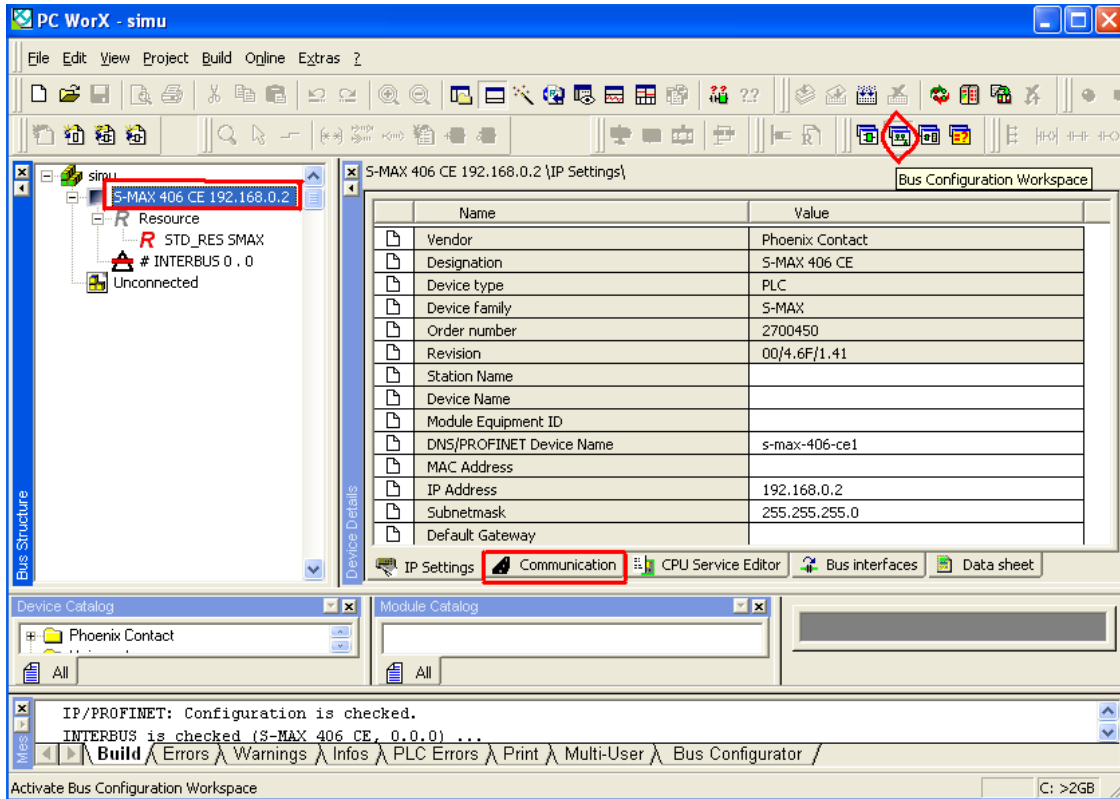 PC WorX - simu
File Edit View Project Build Online Extras ?
S-MAX 406 CE 192.168.0.2 \IP Settings\
Bus Configuration Workspace
simu
S-MAX 406 CE 192.168.0.2
Resource
R STD_RES SMAX
# INTERBUS 0 . 0
Unconnected
Bus Structure
Device Details
Name Value
Vendor Phoenix Contact
Designation S-MAX 406 CE
Device type PLC
Device family S-MAX
Order number 2700450
Revision 00/4.6F/1.41
Station Name
Device Name
Module Equipment ID
DNS/PROFINET Device Name s-max-406-ce1
MAC Address
IP Address 192.168.0.2
Subnetmask 255.255.255.0
Default Gateway
IP Settings Communication CPU Service Editor Bus interfaces Data sheet
Device Catalog Module Catalog
Phoenix Contact
All All
IP/PROFINET: Configuration is checked.
INTERBUS is checked (S-MAX 406 CE, 0.0.0) ...
Mes
Build Errors Warnings Infos PLC Errors Print Multi-User Bus Configurator
Activate Bus Configuration Workspace C: >2GB